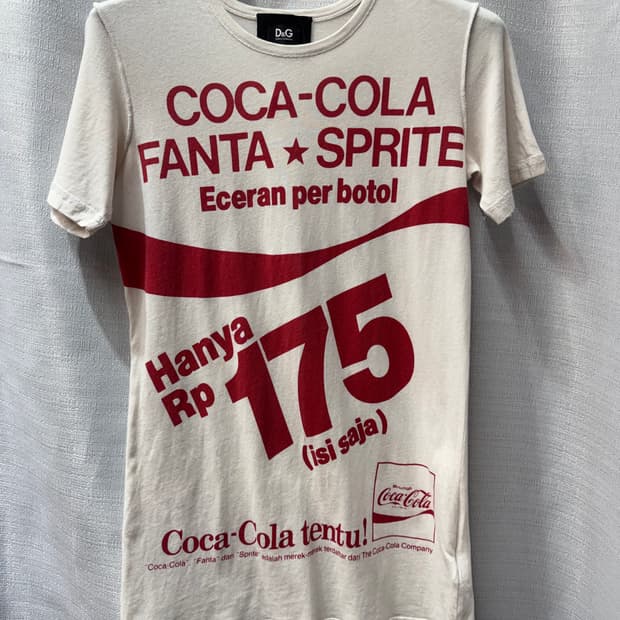 D&G
COCA-COLA
FANTA ★ SPRITE
Eceran per botol
Hanya
Rp 175
(isi saja)
Coca-Cola
Coca-Cola tentu!
"Coca Cola", "Fanta" dan "Sprite" adalah merek-merek terdaftar dari The Coca-Cola Company